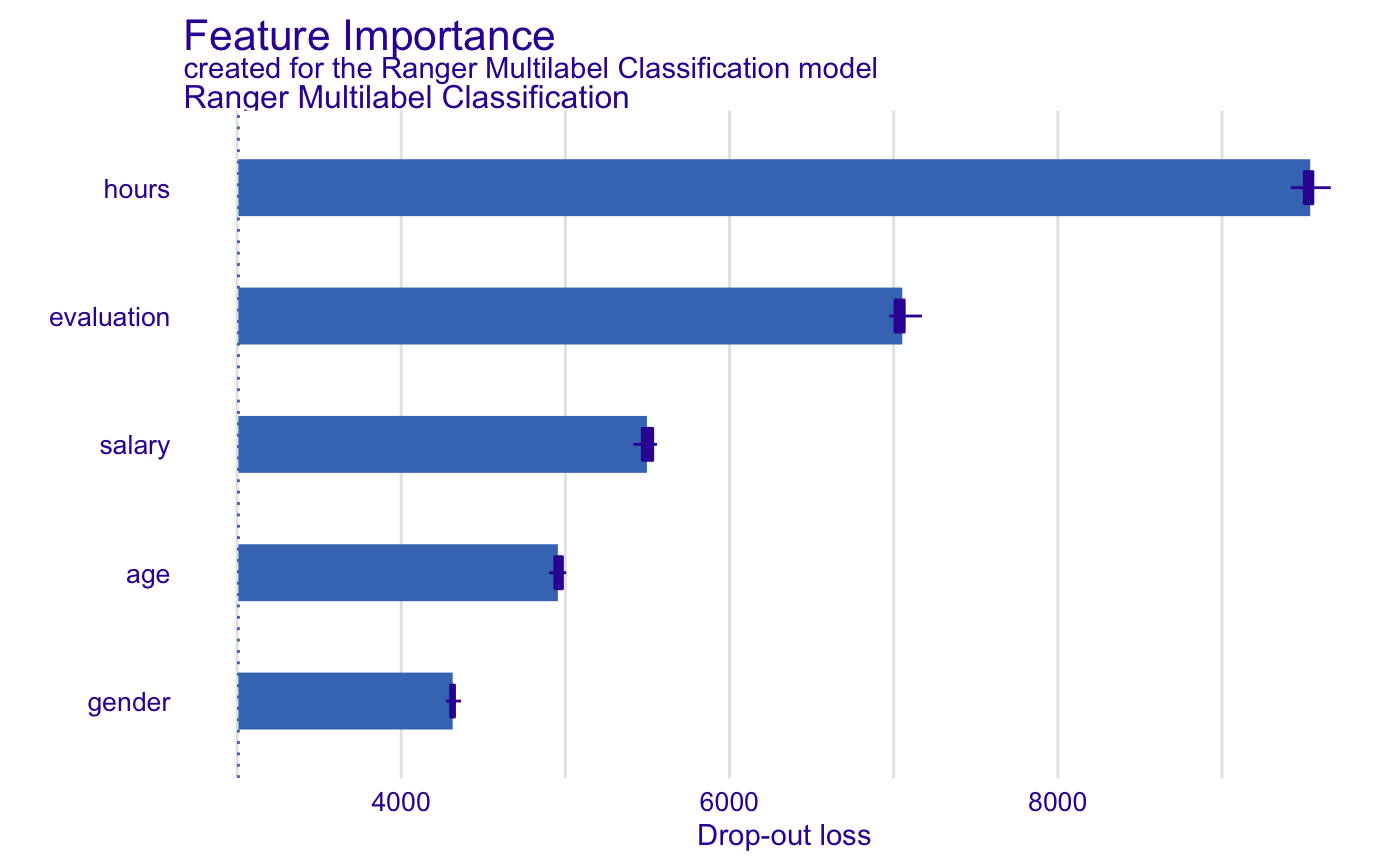 Feature Importance
created for the Ranger Multilabel Classification model
Ranger Multilabel Classification
hours
evaluation
salary
age
gender
4000 6000 8000
Drop-out loss